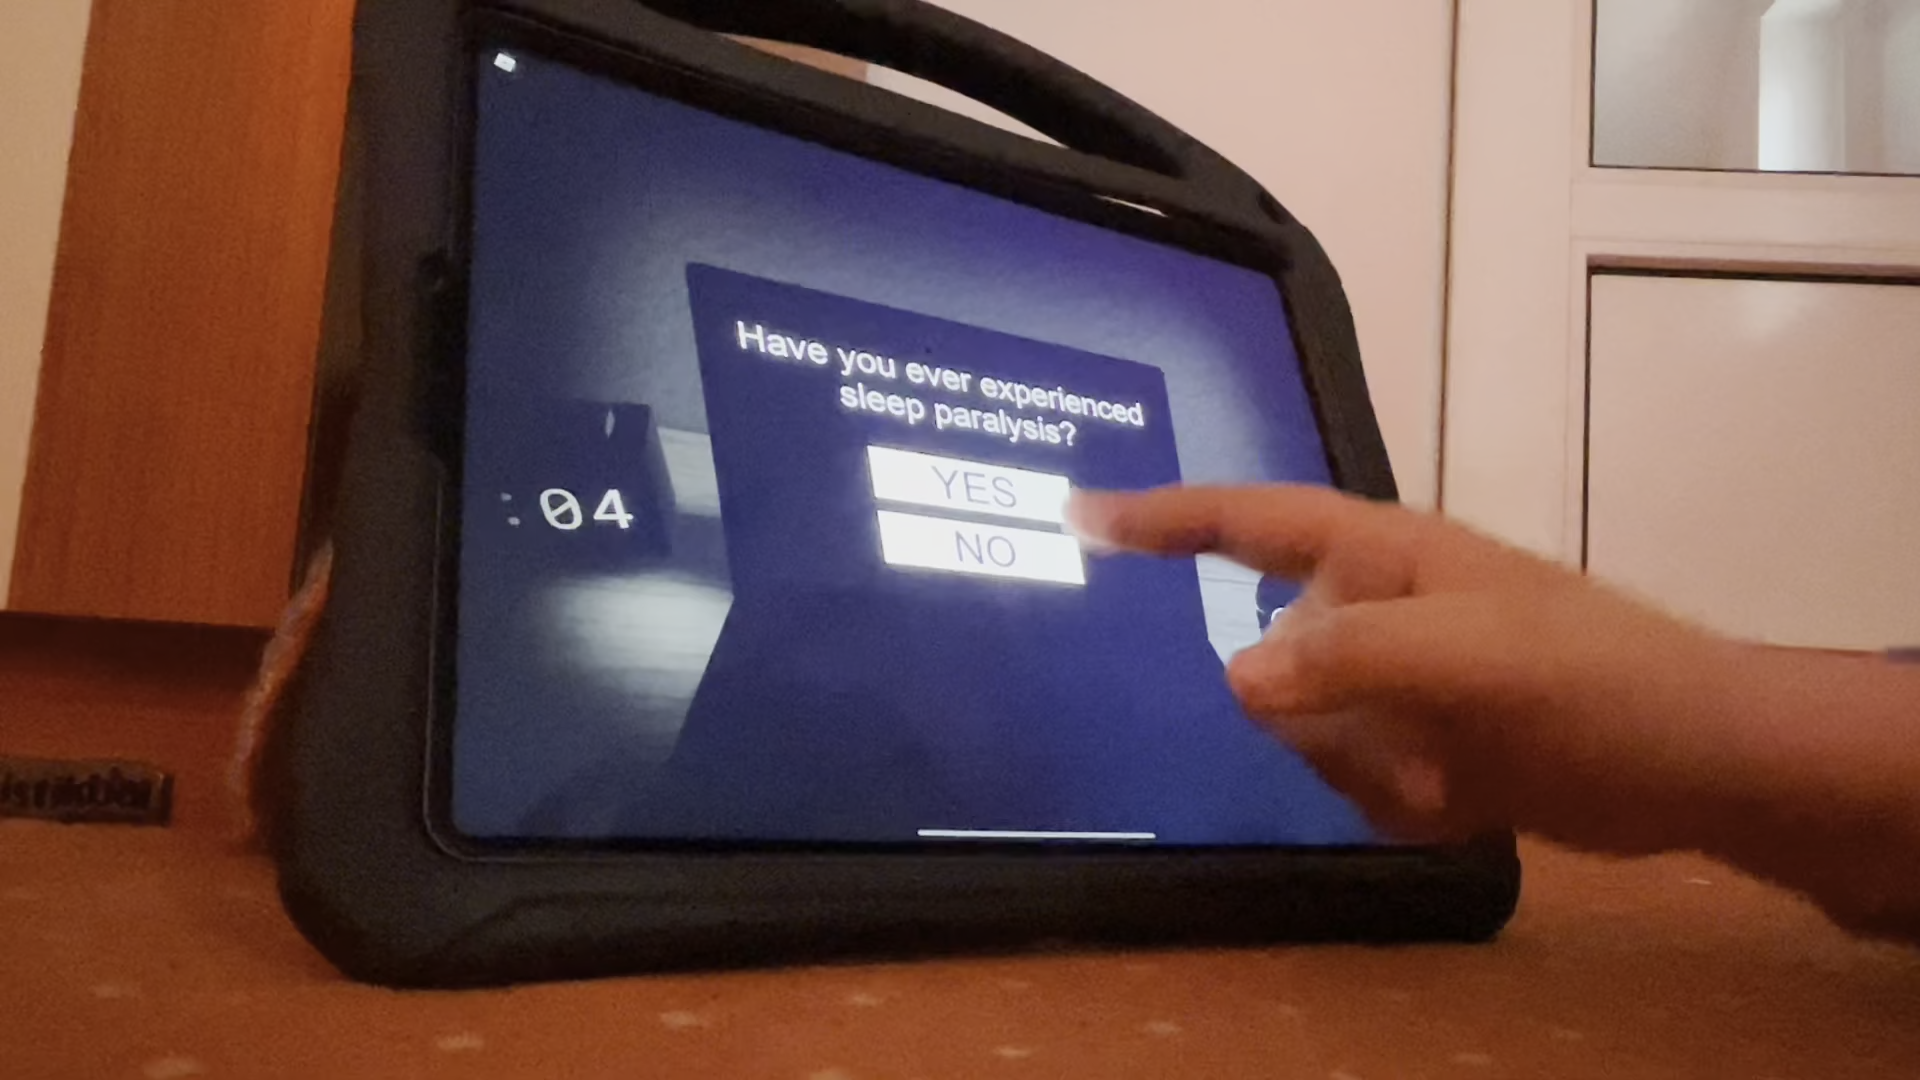 Have you ever experienced
sleep paralysis?
YES
NO
:04